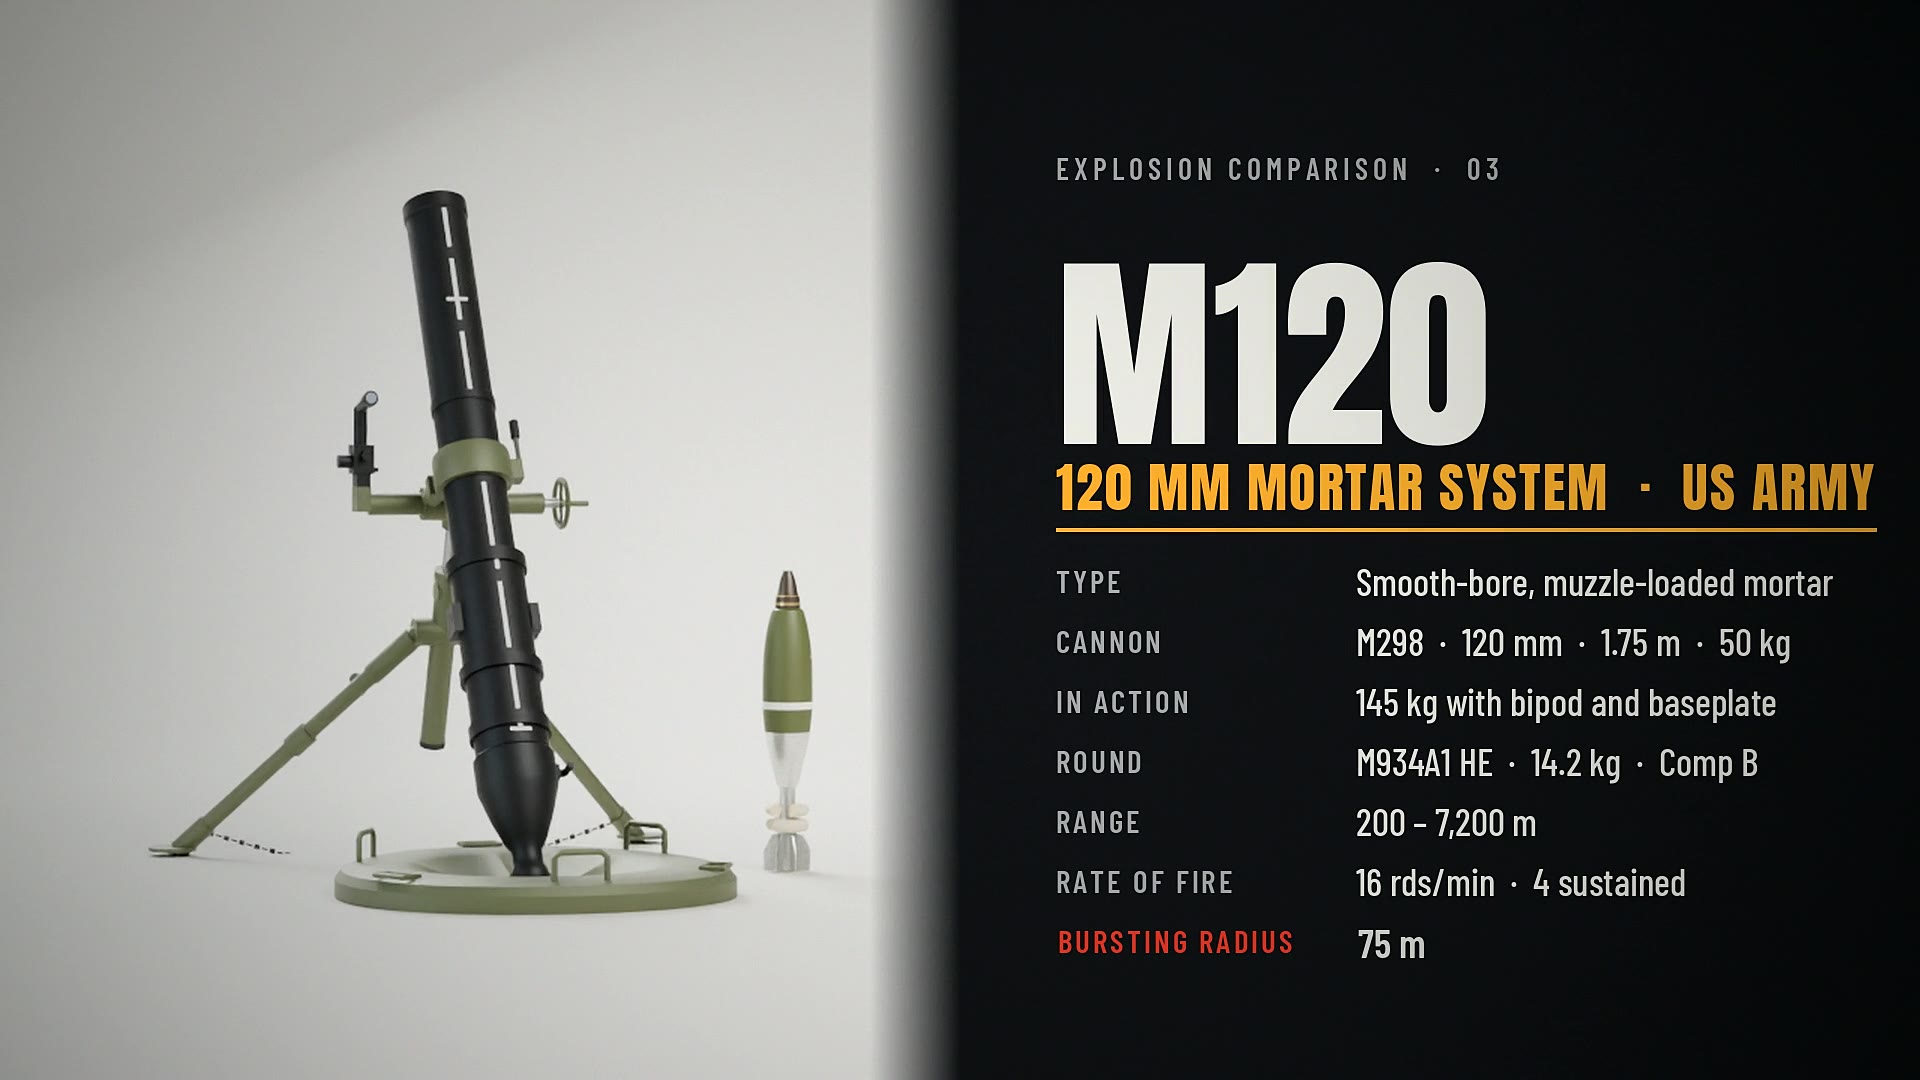 EXPLOSION COMPARISON · 03
M120
120 MM MORTAR SYSTEM · US ARMY
TYPE Smooth-bore, muzzle-loaded mortar
CANNON M298 · 120 mm · 1.75 m · 50 kg
IN ACTION 145 kg with bipod and baseplate
ROUND M934A1 HE · 14.2 kg · Comp B
RANGE 200 – 7,200 m
RATE OF FIRE 16 rds/min · 4 sustained
BURSTING RADIUS 75 m